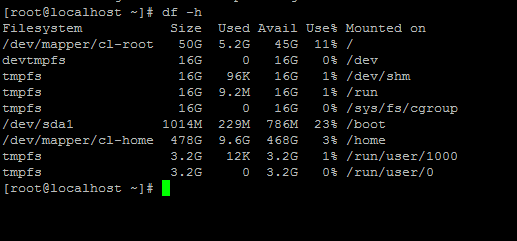 [root@localhost ~]# df -h
Filesystem           Size  Used Avail Use% Mounted on
/dev/mapper/cl-root   50G  5.2G   45G  11% /
devtmpfs              16G     0   16G   0% /dev
tmpfs                 16G   96K   16G   1% /dev/shm
tmpfs                 16G  9.2M   16G   1% /run
tmpfs                 16G     0   16G   0% /sys/fs/cgroup
/dev/sda1           1014M  229M  786M  23% /boot
/dev/mapper/cl-home  478G  9.6G  468G   3% /home
tmpfs                3.2G   12K  3.2G   1% /run/user/1000
tmpfs                3.2G     0  3.2G   0% /run/user/0
[root@localhost ~]#